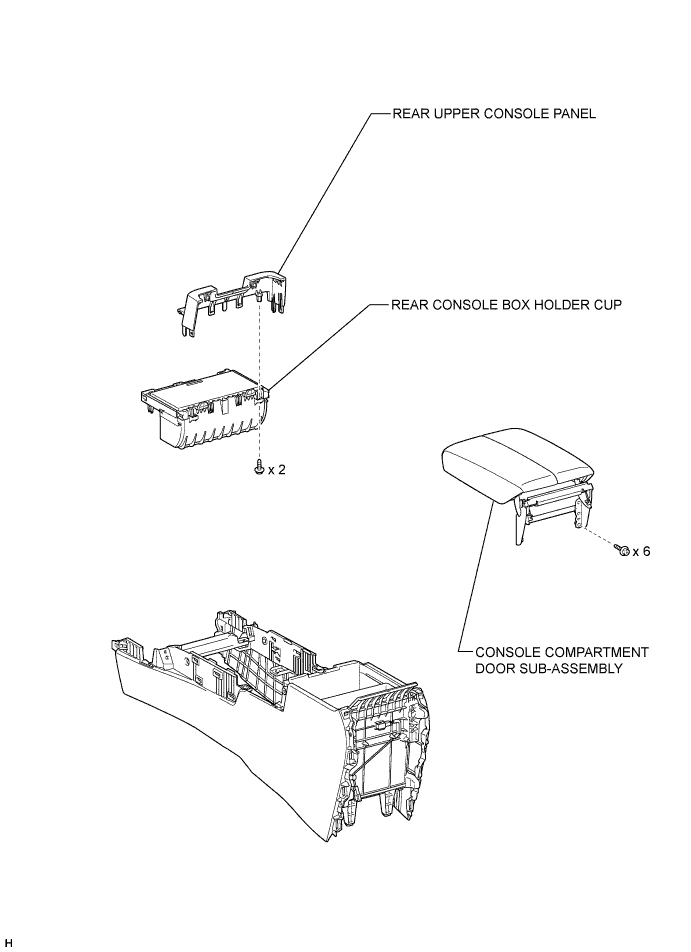 REAR UPPER CONSOLE PANEL
REAR CONSOLE BOX HOLDER CUP
x 2
x 6
CONSOLE COMPARTMENT
DOOR SUB-ASSEMBLY
H